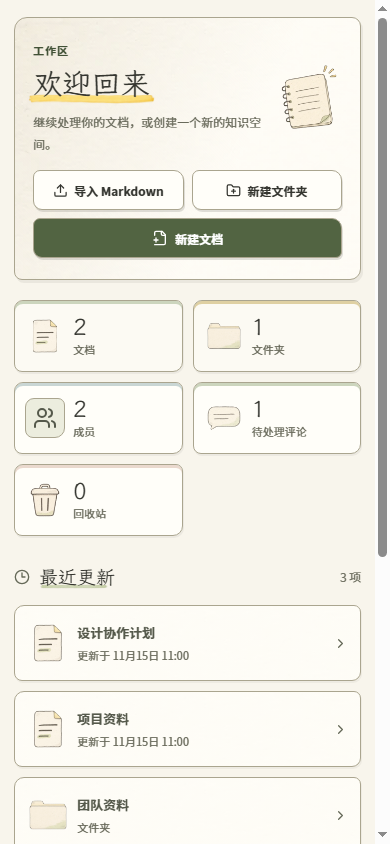 工作区
欢迎回来
继续处理你的文档，或创建一个新的知识空
间。
导入 Markdown
新建文件夹
新建文档
2
文档
1
文件夹
2
成员
1
待处理评论
0
回收站
最近更新
3 项
设计协作计划
更新于 11月15日 11:00
项目资料
更新于 11月15日 11:00
团队资料
文件夹